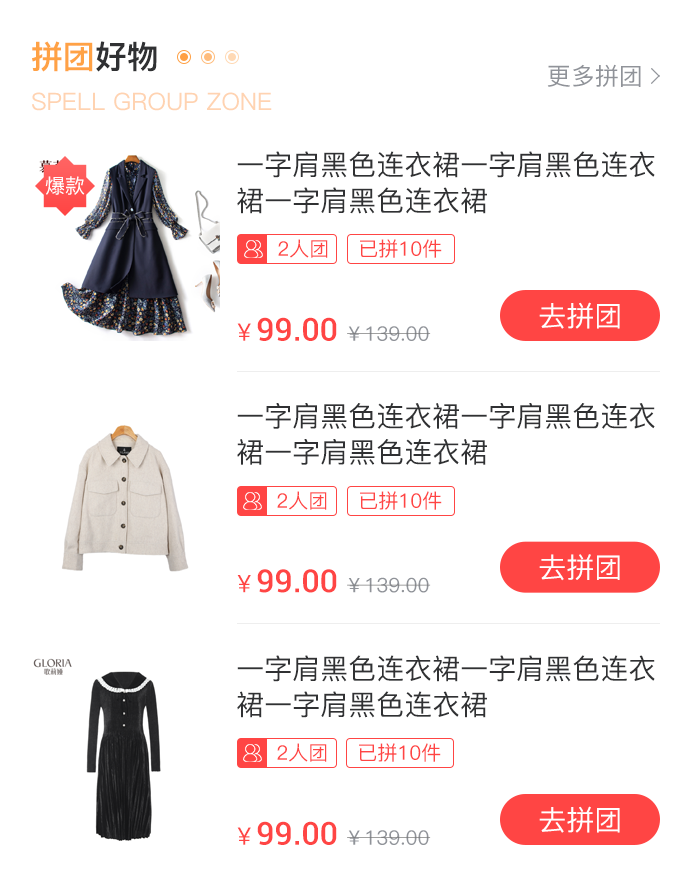 拼团好物
更多拼团
SPELL GROUP ZONE
爆款
一字肩黑色连衣裙一字肩黑色连衣
裙一字肩黑色连衣裙
2人团 已拼10件
¥99.00 ¥139.00
去拼团
一字肩黑色连衣裙一字肩黑色连衣
裙一字肩黑色连衣裙
2人团 已拼10件
¥99.00 ¥139.00
去拼团
GLORIA
歌莉娅
一字肩黑色连衣裙一字肩黑色连衣
裙一字肩黑色连衣裙
2人团 已拼10件
¥99.00 ¥139.00
去拼团